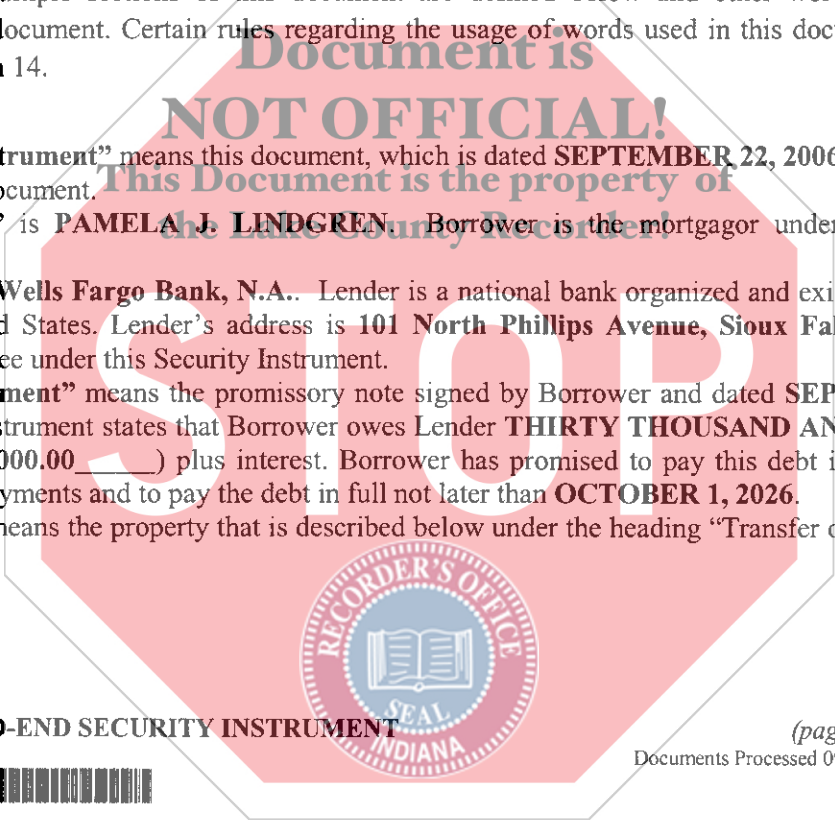 document. Certain rules regarding the usage of words used in this doc
14.
Document is
NOT OFFICIAL!
This Document is the property of
the Lake County Recorder!
trument” means this document, which is dated SEPTEMBER 22, 2006
ocument.
is PAMELA J. LINDGREN. Borrower is the mortgagor under
Wells Fargo Bank, N.A.. Lender is a national bank organized and exi
d States. Lender’s address is 101 North Phillips Avenue, Sioux Fal
ee under this Security Instrument.
ment” means the promissory note signed by Borrower and dated SEP
strument states that Borrower owes Lender THIRTY THOUSAND AN
000.00______) plus interest. Borrower has promised to pay this debt i
yments and to pay the debt in full not later than OCTOBER 1, 2026.
neans the property that is described below under the heading “Transfer o
STOP
RECORDER'S OFFICE
SEAL
INDIANA
-END SECURITY INSTRUMENT
(pag
Documents Processed 0